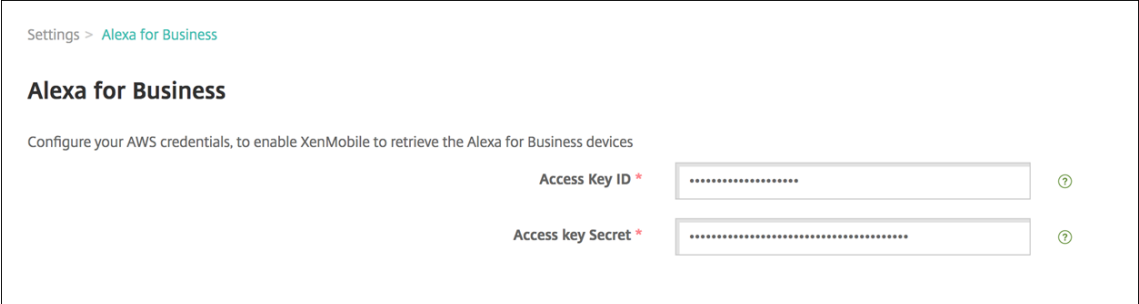 Settings > Alexa for Business
Alexa for Business
Configure your AWS credentials, to enable XenMobile to retrieve the Alexa for Business devices
Access Key ID * •••••••••••••••••••• ?
Access key Secret * •••••••••••••••••••••••••••••••••••••••• ?